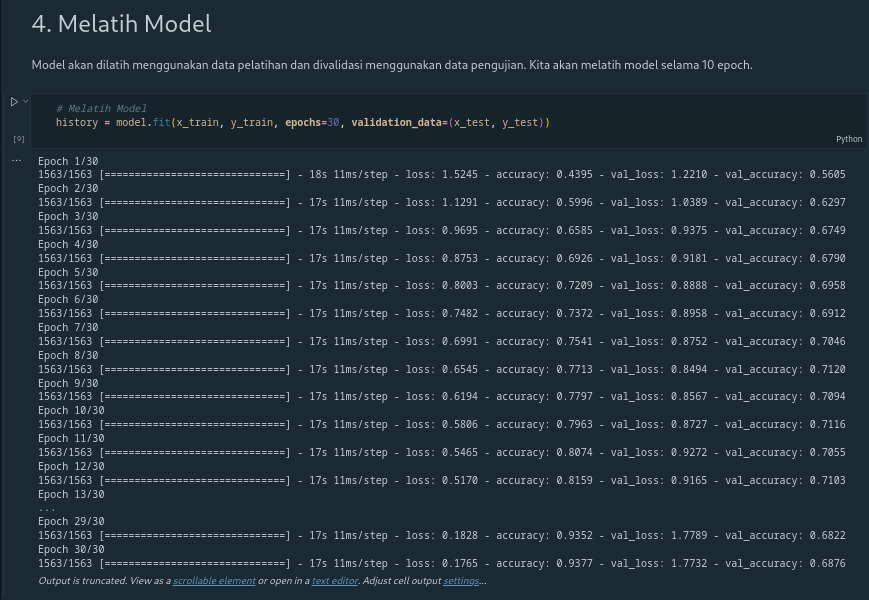 4. Melatih Model
Model akan dilatih menggunakan data pelatihan dan divalidasi menggunakan data pengujian. Kita akan melatih model selama 10 epoch.
# Melatih Model
history = model.fit(x_train, y_train, epochs=30, validation_data=(x_test, y_test))
[9]
Python
...
Epoch 1/30
1563/1563 [==============================] - 18s 11ms/step - loss: 1.5245 - accuracy: 0.4395 - val_loss: 1.2210 - val_accuracy: 0.5605
Epoch 2/30
1563/1563 [==============================] - 17s 11ms/step - loss: 1.1291 - accuracy: 0.5996 - val_loss: 1.0389 - val_accuracy: 0.6297
Epoch 3/30
1563/1563 [==============================] - 17s 11ms/step - loss: 0.9695 - accuracy: 0.6585 - val_loss: 0.9375 - val_accuracy: 0.6749
Epoch 4/30
1563/1563 [==============================] - 17s 11ms/step - loss: 0.8753 - accuracy: 0.6926 - val_loss: 0.9181 - val_accuracy: 0.6790
Epoch 5/30
1563/1563 [==============================] - 17s 11ms/step - loss: 0.8003 - accuracy: 0.7209 - val_loss: 0.8888 - val_accuracy: 0.6958
Epoch 6/30
1563/1563 [==============================] - 17s 11ms/step - loss: 0.7482 - accuracy: 0.7372 - val_loss: 0.8958 - val_accuracy: 0.6912
Epoch 7/30
1563/1563 [==============================] - 17s 11ms/step - loss: 0.6991 - accuracy: 0.7541 - val_loss: 0.8752 - val_accuracy: 0.7046
Epoch 8/30
1563/1563 [==============================] - 17s 11ms/step - loss: 0.6545 - accuracy: 0.7713 - val_loss: 0.8494 - val_accuracy: 0.7120
Epoch 9/30
1563/1563 [==============================] - 17s 11ms/step - loss: 0.6194 - accuracy: 0.7797 - val_loss: 0.8567 - val_accuracy: 0.7094
Epoch 10/30
1563/1563 [==============================] - 17s 11ms/step - loss: 0.5806 - accuracy: 0.7963 - val_loss: 0.8727 - val_accuracy: 0.7116
Epoch 11/30
1563/1563 [==============================] - 17s 11ms/step - loss: 0.5465 - accuracy: 0.8074 - val_loss: 0.9272 - val_accuracy: 0.7055
Epoch 12/30
1563/1563 [==============================] - 17s 11ms/step - loss: 0.5170 - accuracy: 0.8159 - val_loss: 0.9165 - val_accuracy: 0.7103
Epoch 13/30
...
Epoch 29/30
1563/1563 [==============================] - 17s 11ms/step - loss: 0.1828 - accuracy: 0.9352 - val_loss: 1.7789 - val_accuracy: 0.6822
Epoch 30/30
1563/1563 [==============================] - 17s 11ms/step - loss: 0.1765 - accuracy: 0.9377 - val_loss: 1.7732 - val_accuracy: 0.6876
Output is truncated. View as a scrollable element or open in a text editor. Adjust cell output settings...